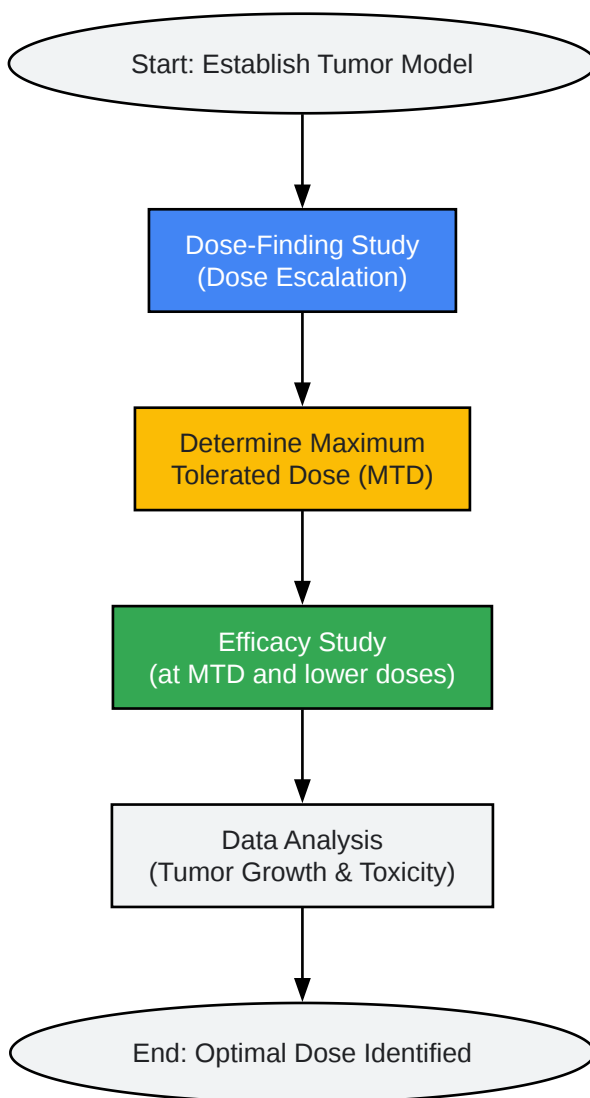 Start: Establish Tumor Model
Dose-Finding Study
(Dose Escalation)
Determine Maximum
Tolerated Dose (MTD)
Efficacy Study
(at MTD and lower doses)
Data Analysis
(Tumor Growth & Toxicity)
End: Optimal Dose Identified